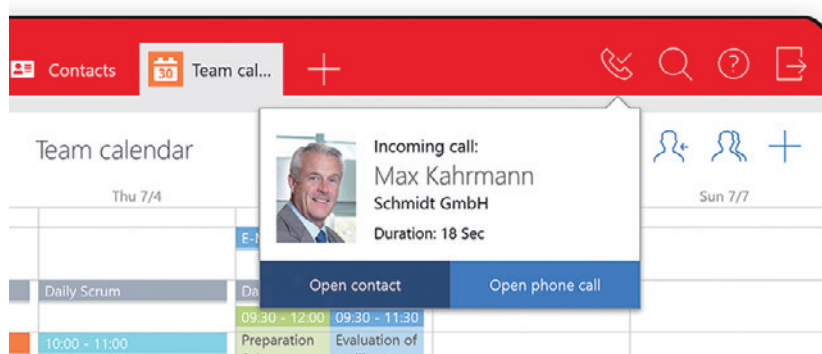 Contacts
30
Team cal...
Incoming call:
Max Kahrmann
Schmidt GmbH
Duration: 18 Sec
Open contact
Open phone call
Team calendar
Thu 7/4
Sun 7/7
Daily Scrum
09:30 - 12:00
09:30 - 11:30
10:00 - 11:00
Preparation
Evaluation of